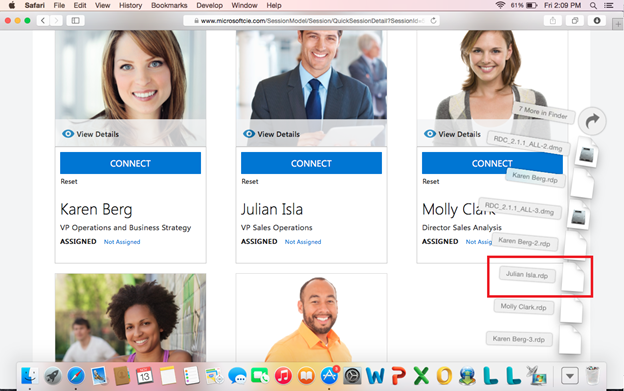 Safari File Edit View History Bookmarks Develop Window Help 61% Fri 2:09 PM
www.microsoftcie.com/SessionModel/Session/QuickSessionDetail?SessionId=
View Details
View Details
View Details
CONNECT
CONNECT
CONNECT
Reset
Reset
Reset
Karen Berg
Julian Isla
Molly Clark
VP Operations and Business Strategy
VP Sales Operations
Director Sales Analysis
ASSIGNED Not Assigned
ASSIGNED Not Assigned
ASSIGNED Not Assigned
7 More in Finder
RDC_2.1.1_ALL-2.dmg
Karen Berg.rdp
RDC_2.1.1_ALL-3.dmg
Karen Berg-2.rdp
Julian Isla.rdp
Molly Clark.rdp
Karen Berg-3.rdp
13
W P X O L L